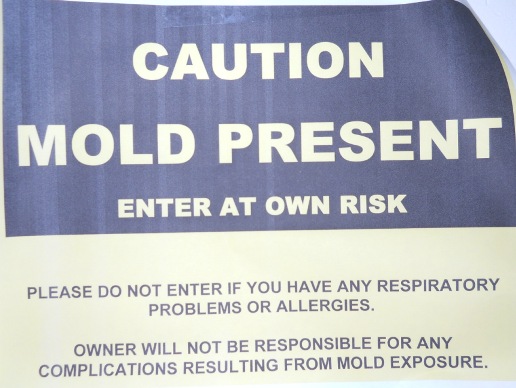 CAUTION
MOLD PRESENT
ENTER AT OWN RISK
PLEASE DO NOT ENTER IF YOU HAVE ANY RESPIRATORY
PROBLEMS OR ALLERGIES.
OWNER WILL NOT BE RESPONSIBLE FOR ANY
COMPLICATIONS RESULTING FROM MOLD EXPOSURE.